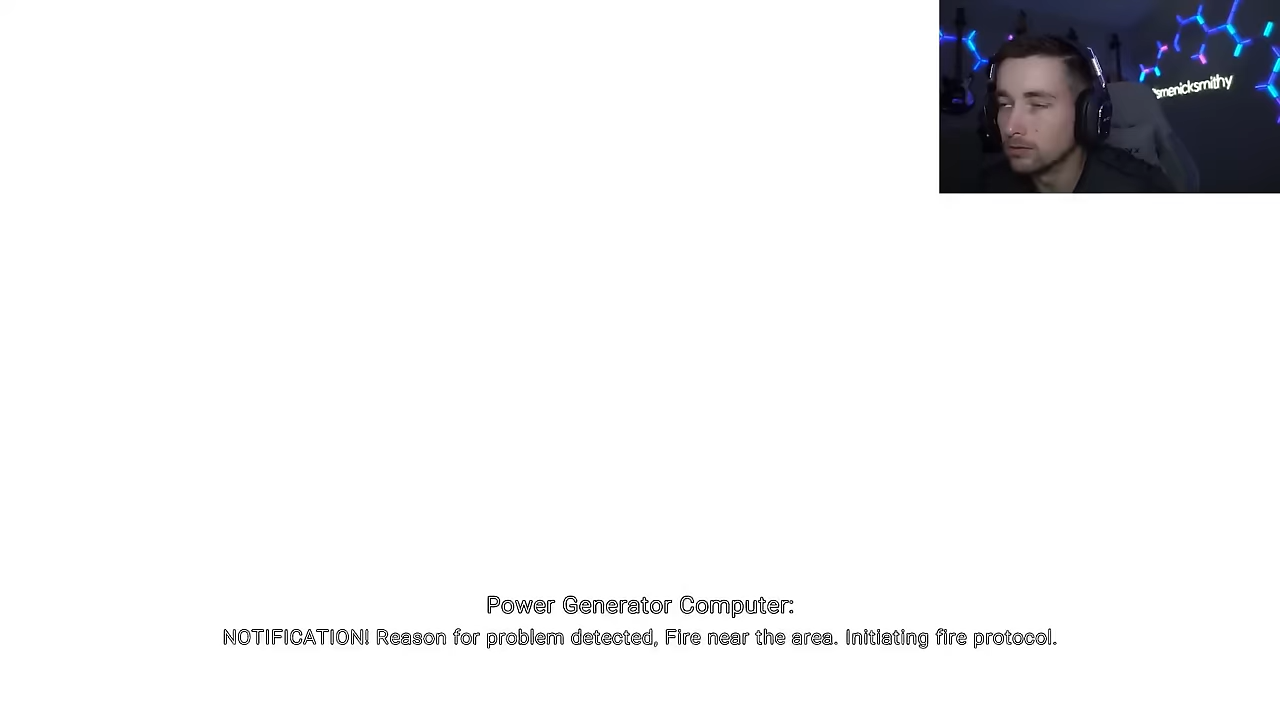 smenicksmithy
Power Generator Computer:
NOTIFICATION! Reason for problem detected, Fire near the area. Initiating fire protocol.